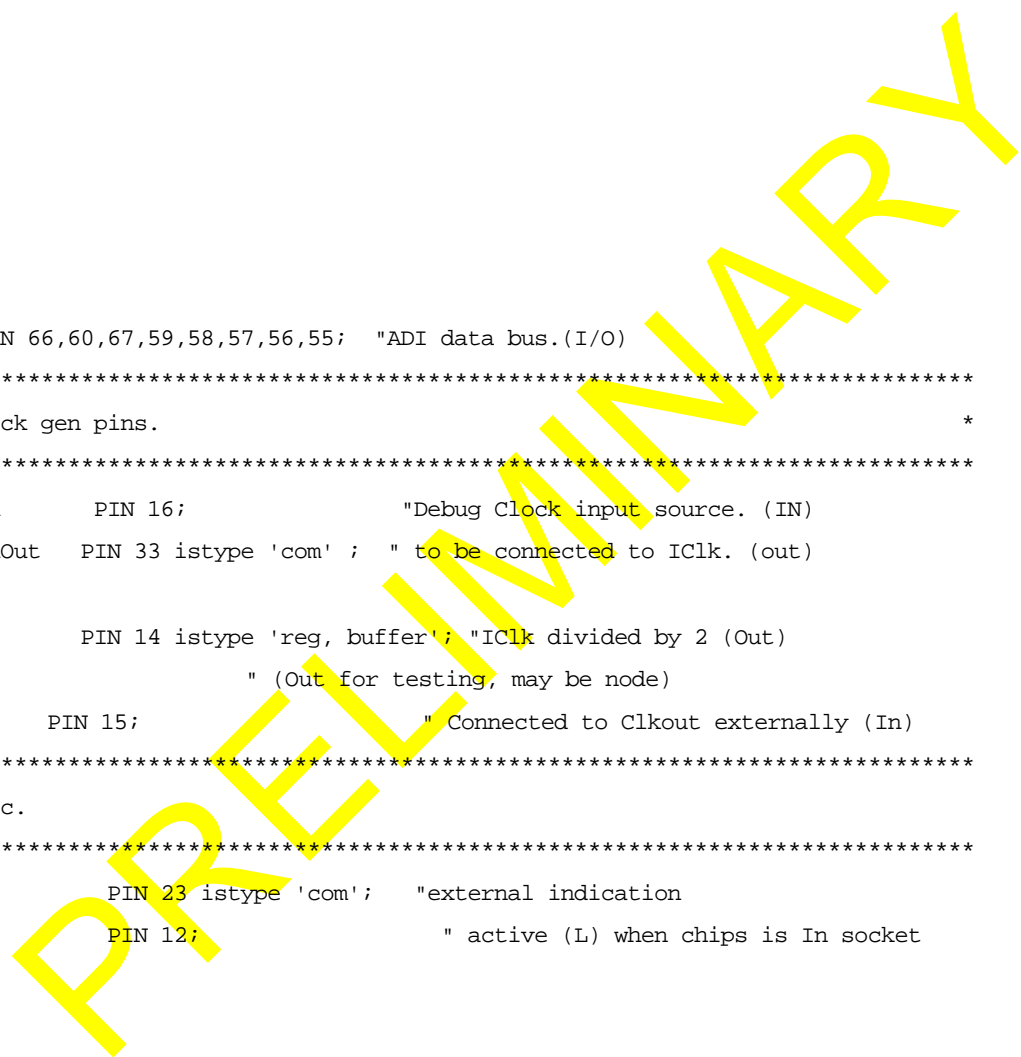 N 66,60,67,59,58,57,56,55; "ADI data bus.(I/O)
************************************************************************
ck gen pins. *
************************************************************************
PIN 16; "Debug Clock input source. (IN)
Out PIN 33 istype 'com' ; " to be connected to IClk. (out)
PIN 14 istype 'reg, buffer'; "IClk divided by 2 (Out)
" (Out for testing, may be node)
PIN 15; " Connected to Clkout externally (In)
************************************************************************
c.
************************************************************************
PIN 23 istype 'com'; "external indication
PIN 12; " active (L) when chips is In socket
PRELIMINARY